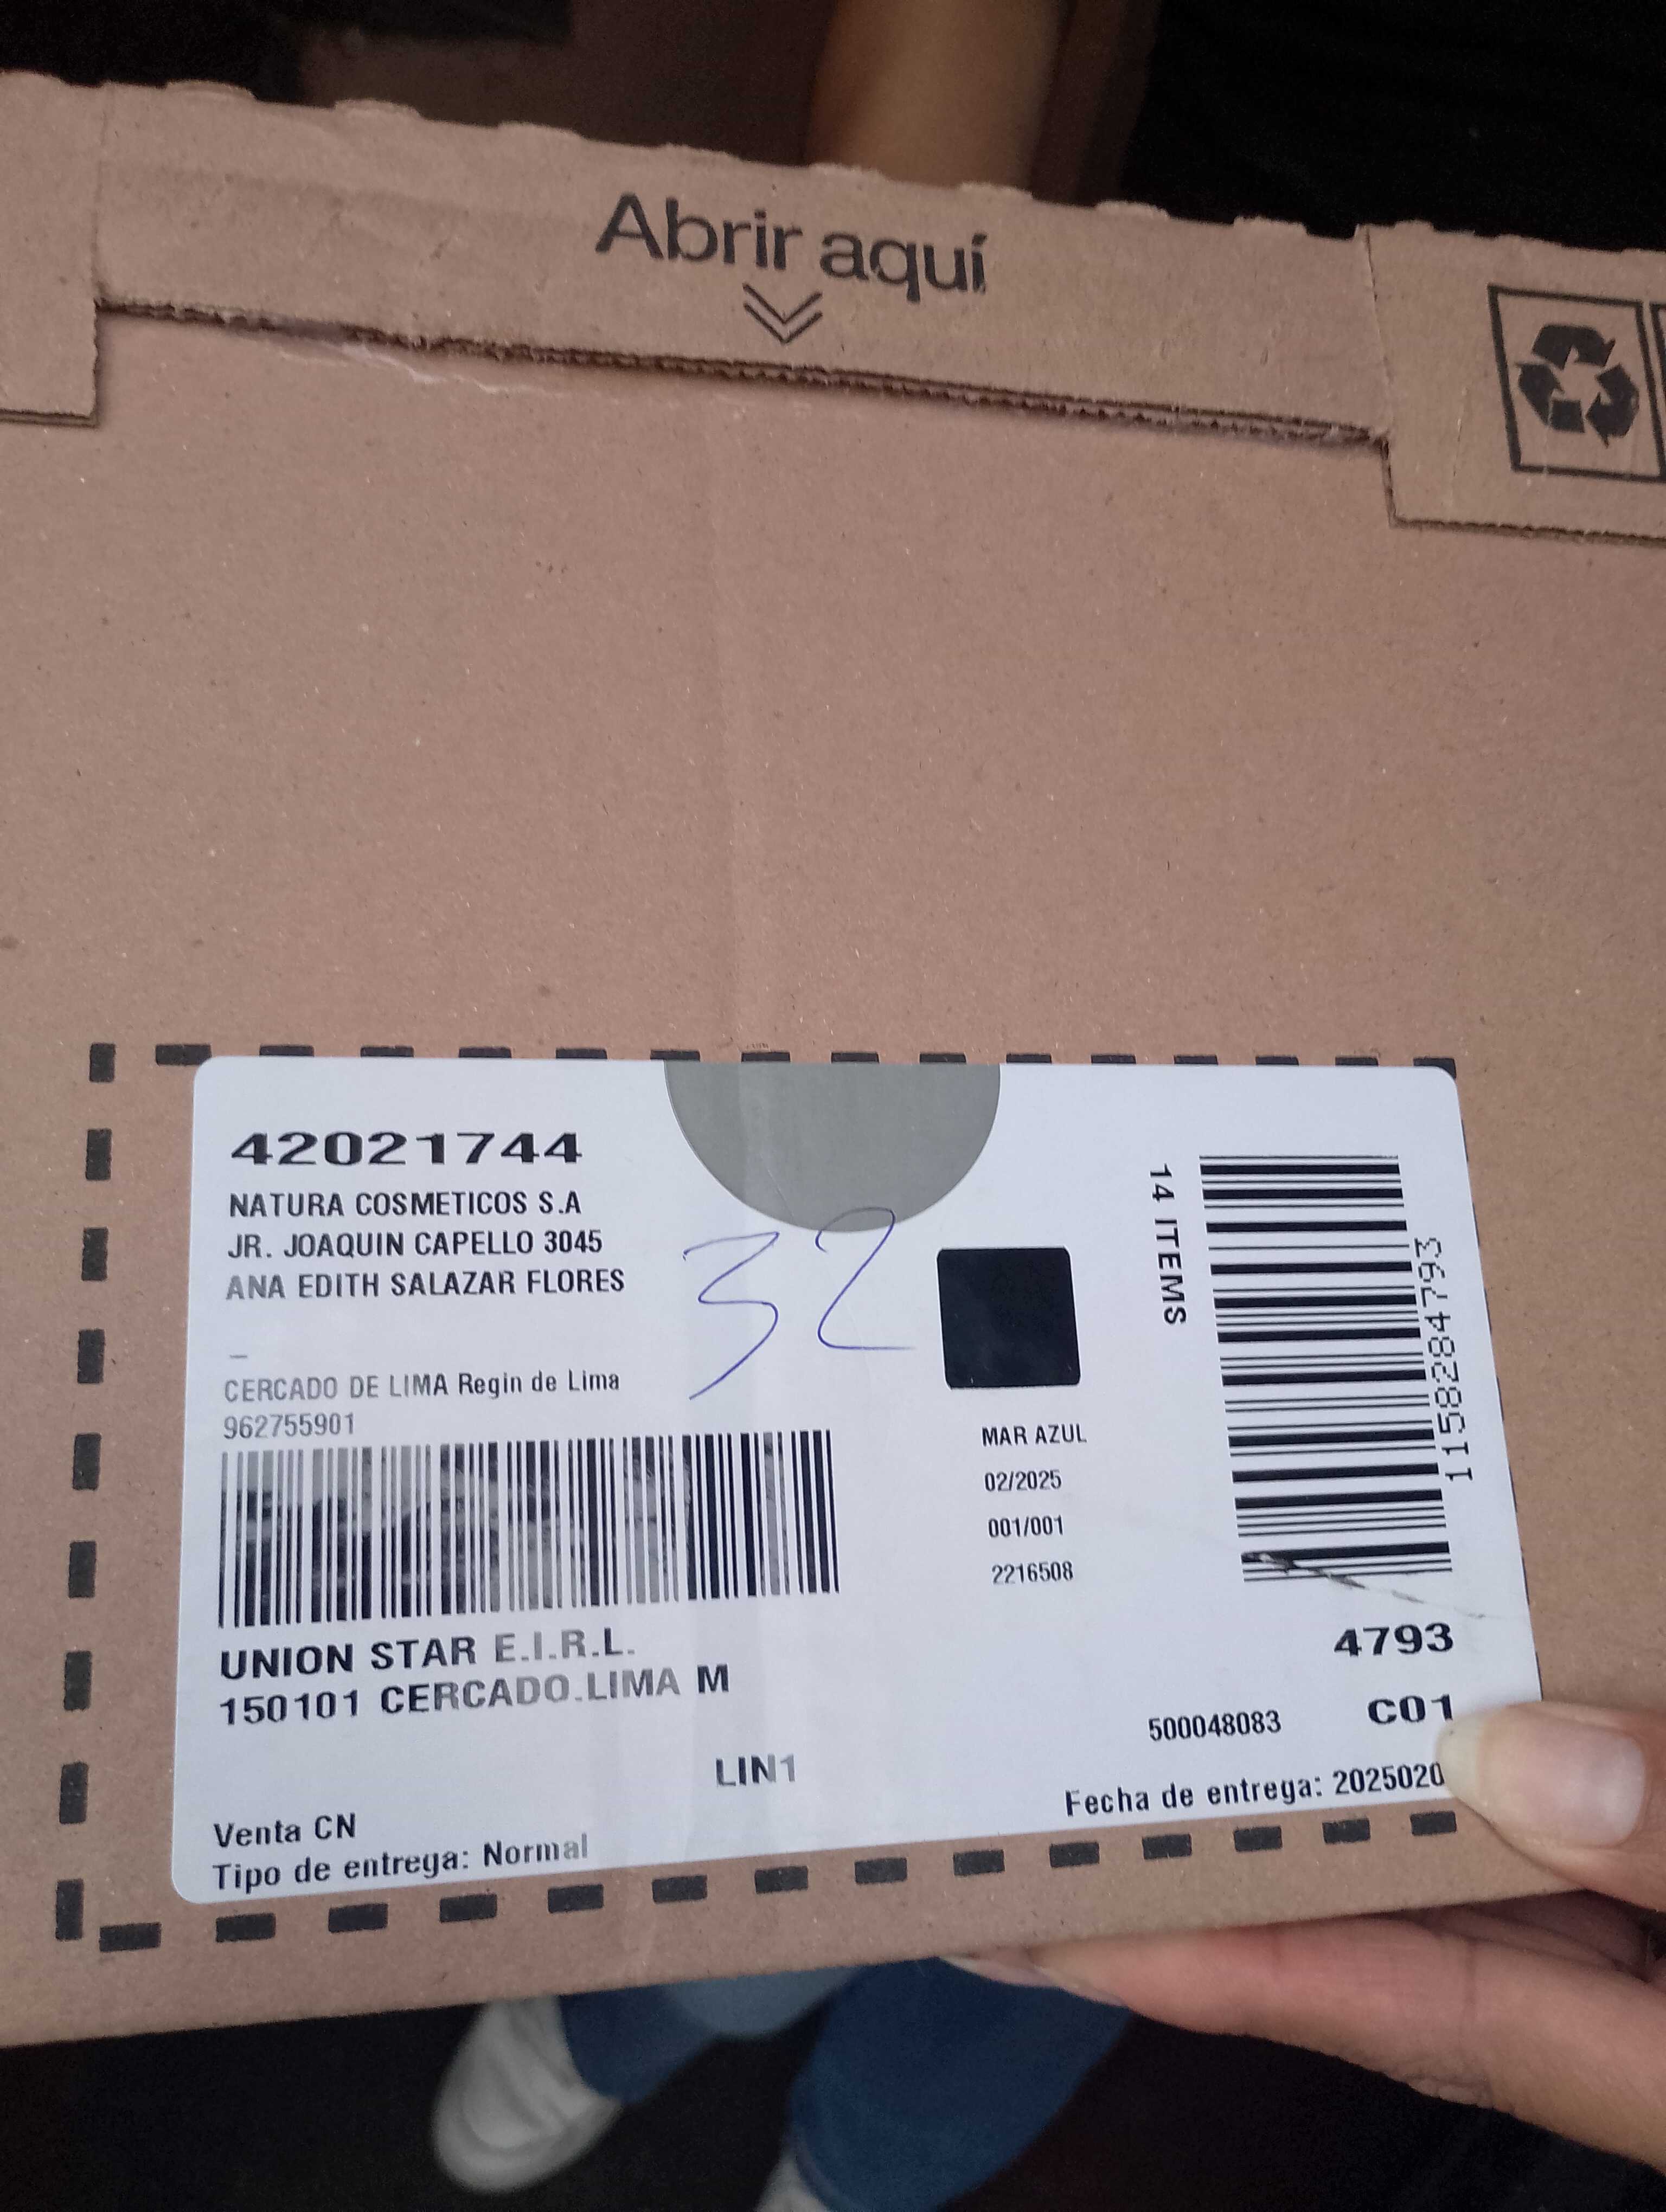 Abrir aquí
42021744
NATURA COSMETICOS S.A
JR. JOAQUIN CAPELLO 3045
ANA EDITH SALAZAR FLORES
32
–
CERCADO DE LIMA Regin de Lima
962755901
UNION STAR E.I.R.L.
150101 CERCADO.LIMA M
LIN1
Venta CN
Tipo de entrega: Normal
MAR AZUL
02/2025
001/001
2216508
14 ITEMS
1158284793
4793
500048083 C01
Fecha de entrega: 2025020